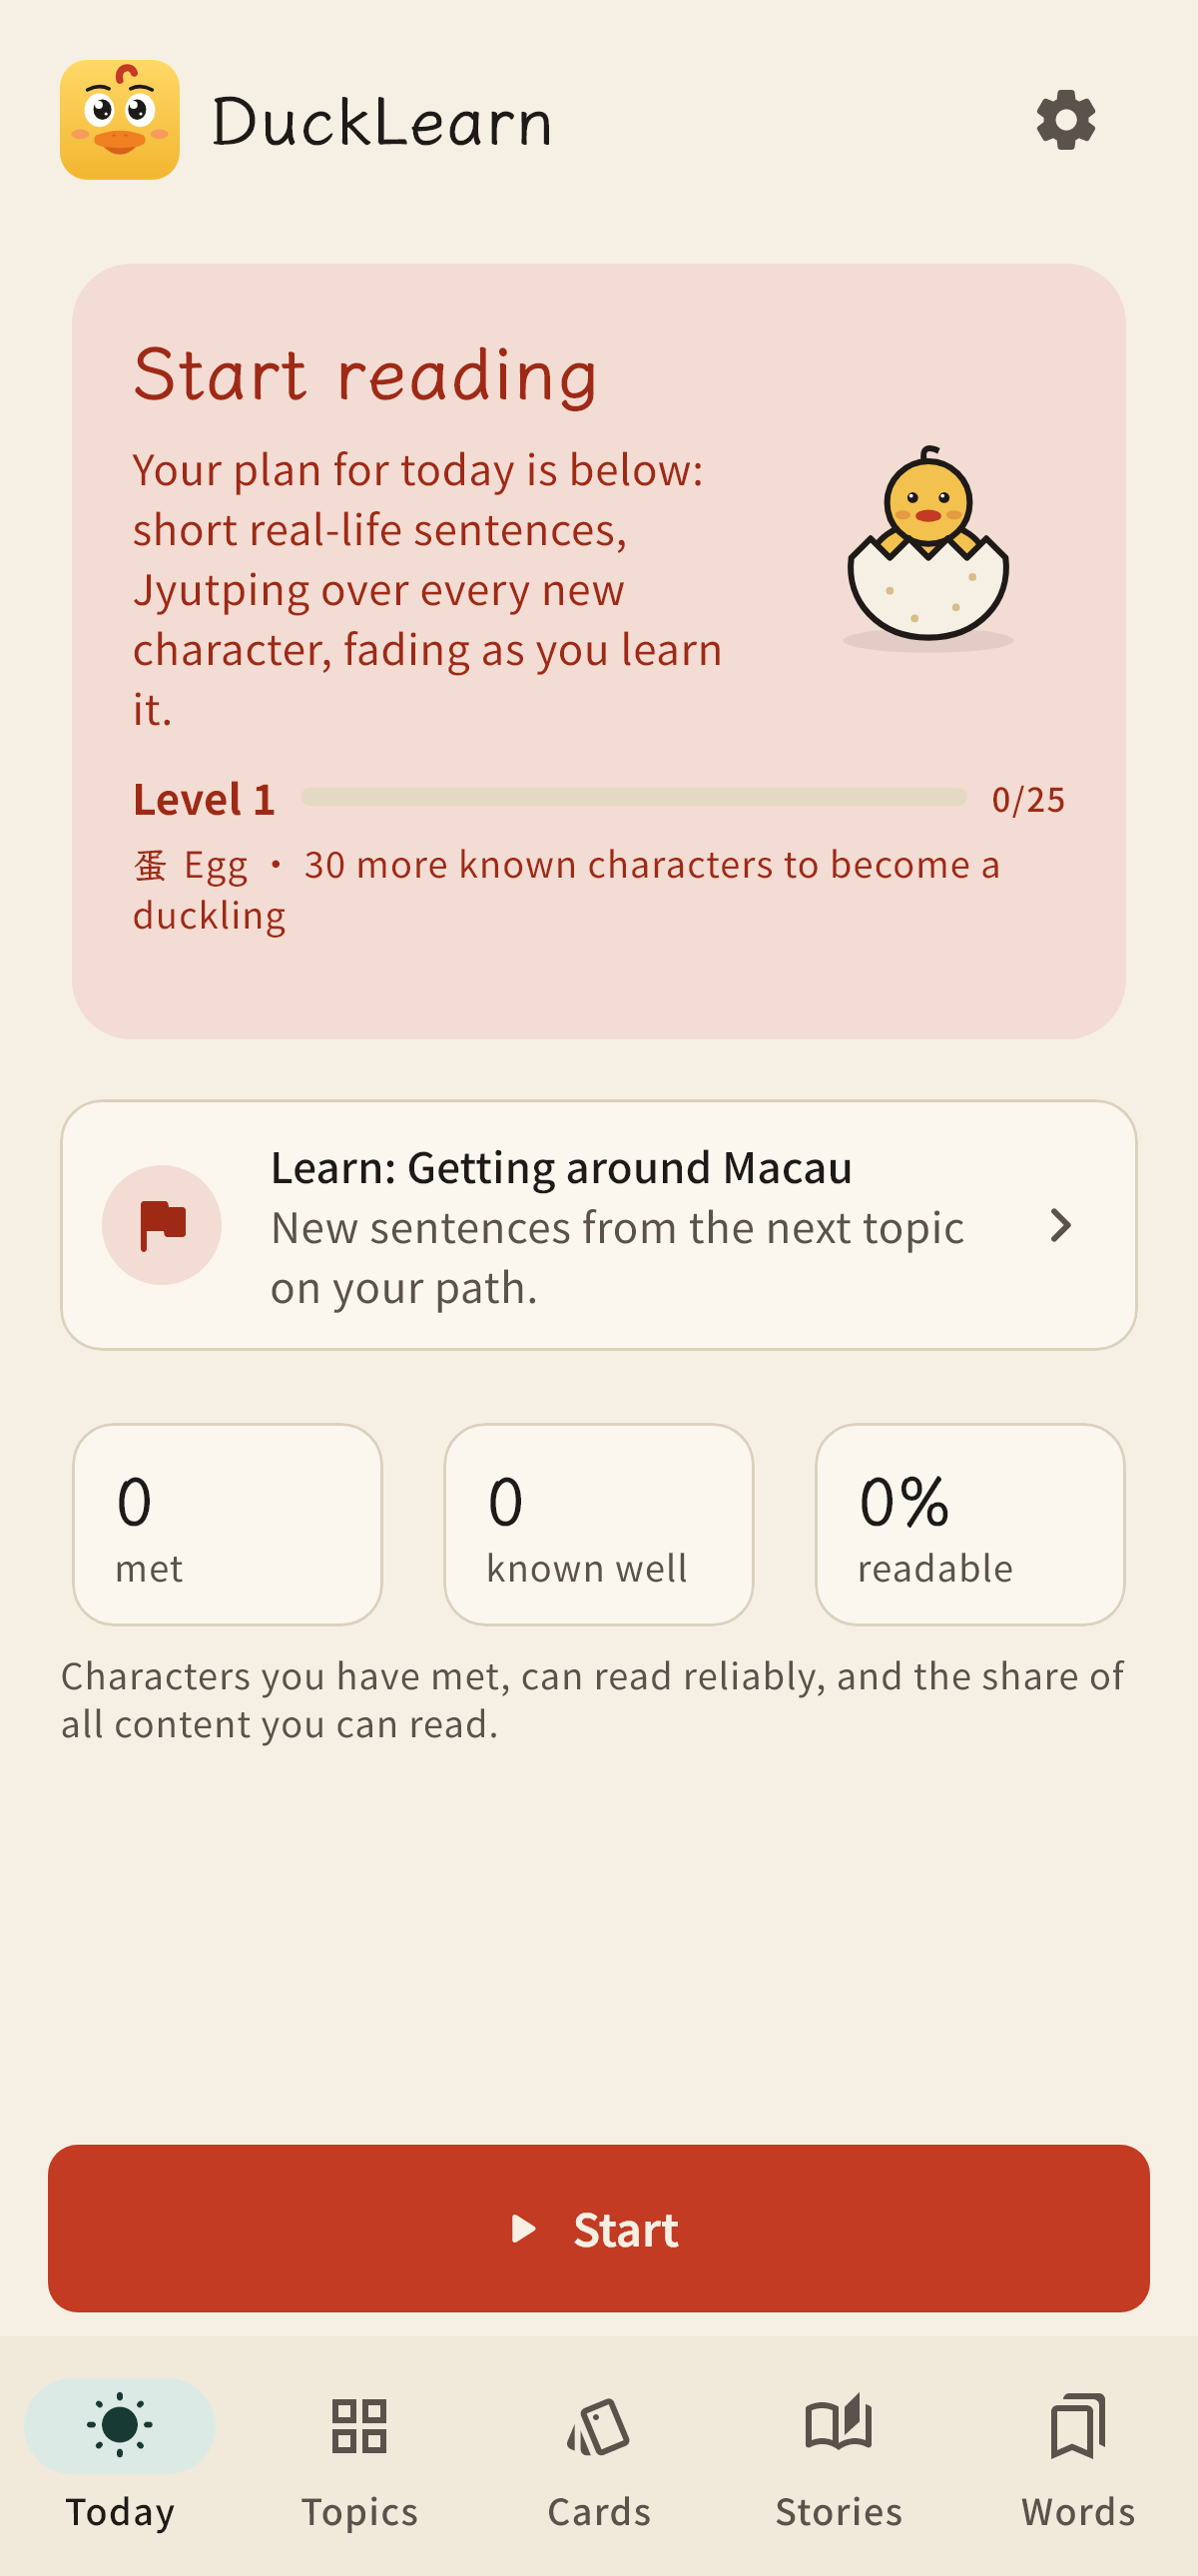 DuckLearn
Start reading
Your plan for today is below:
short real-life sentences,
Jyutping over every new
character, fading as you learn
it.
Level 1
0/25
蛋 Egg · 30 more known characters to become a
duckling
Learn: Getting around Macau
New sentences from the next topic
on your path.
0
met
0
known well
0%
readable
Characters you have met, can read reliably, and the share of
all content you can read.
Start
Today
Topics
Cards
Stories
Words